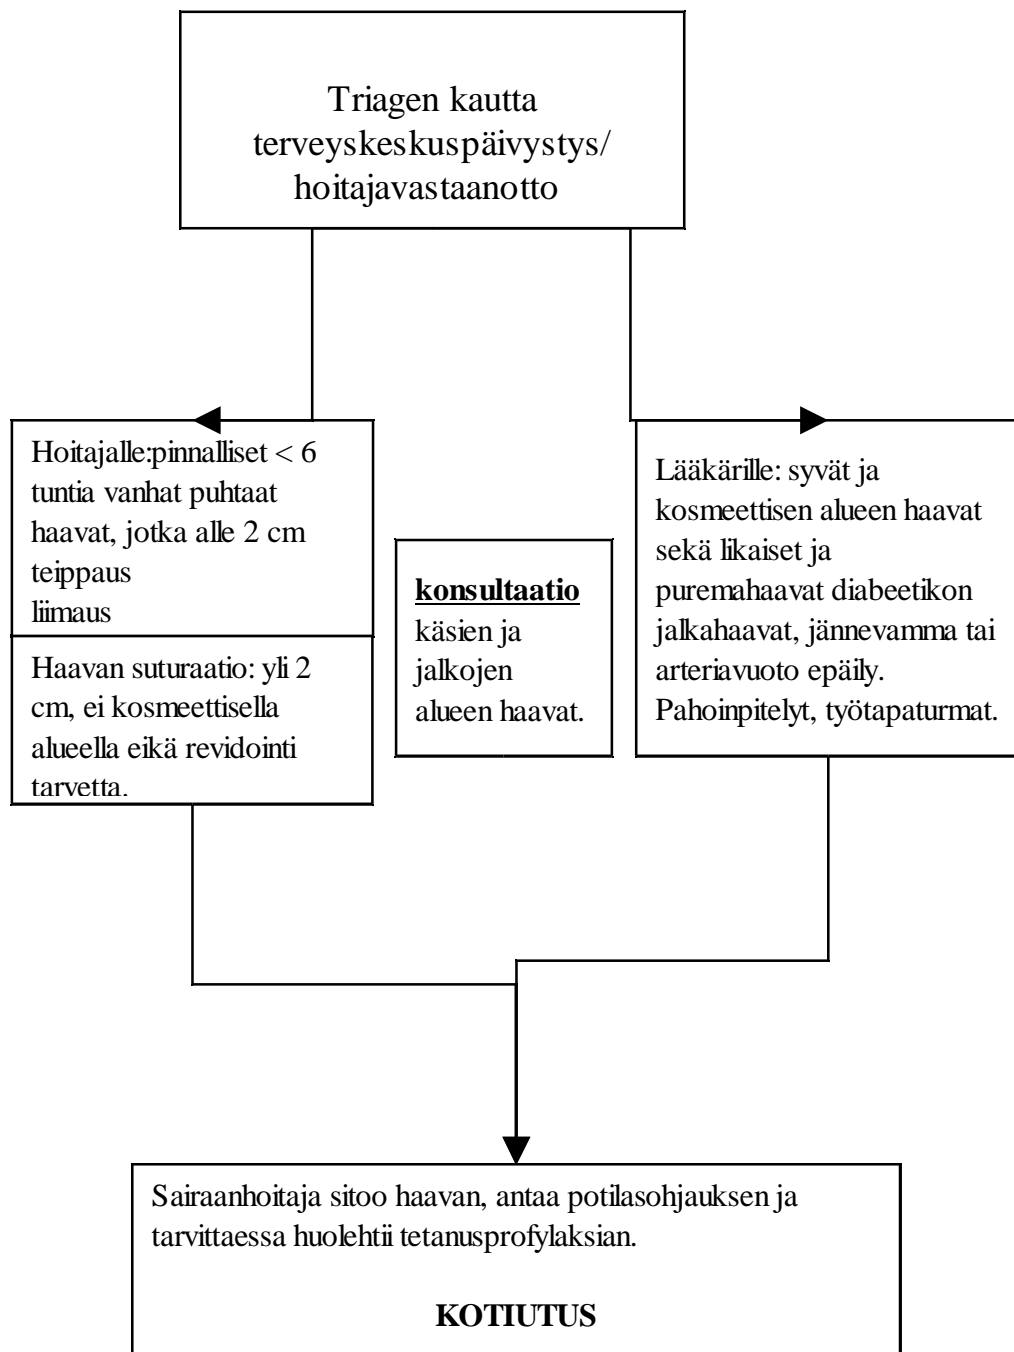 Triagen kautta
terveyskeskuspäivystys/
hoitajavastaanotto
Hoitajalle:pinnalliset < 6
tuntia vanhat puhtaat
haavat, jotka alle 2 cm
teippaus
liimaus
Haavan suturaatio: yli 2
cm, ei kosmeettisella
alueella eikä revidointi
tarvetta.
konsultaatio
käsien ja
jalkojen
alueen haavat.
Lääkärille: syvät ja
kosmeettisen alueen haavat
sekä likaiset ja
puremahaavat diabeetikon
jalkahaavat, jännevamma tai
arteriavuoto epäily.
Pahoinpitelyt, työtapaturmat.
Sairaanhoitaja sitoo haavan, antaa potilasohjauksen ja
tarvittaessa huolehtii tetanusprofylaksian.
KOTIUTUS